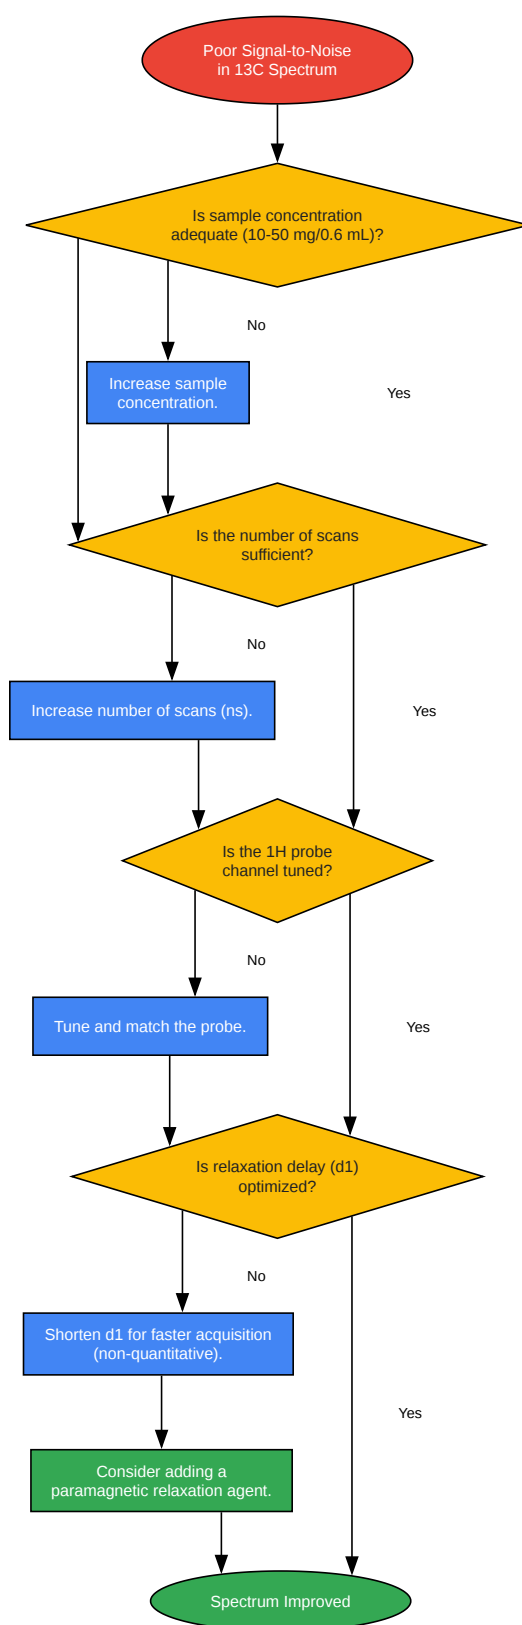 Poor Signal-to-Noise
in 13C Spectrum
Is sample concentration
adequate (10-50 mg/0.6 mL)?
No
Increase sample
concentration.
Yes
Is the number of scans
sufficient?
No
Increase number of scans (ns).
Yes
Is the 1H probe
channel tuned?
No
Tune and match the probe.
Yes
Is relaxation delay (d1)
optimized?
No
Shorten d1 for faster acquisition
(non-quantitative).
Yes
Consider adding a
paramagnetic relaxation agent.
Spectrum Improved